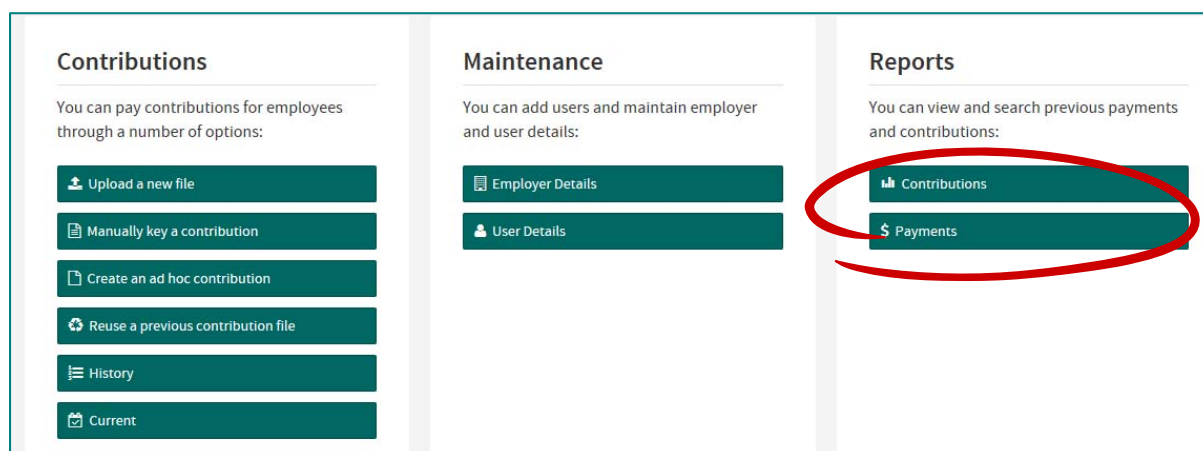 Contributions
You can pay contributions for employees
through a number of options:
Upload a new file
Manually key a contribution
Create an ad hoc contribution
Reuse a previous contribution file
History
Current
Maintenance
You can add users and maintain employer
and user details:
Employer Details
User Details
Reports
You can view and search previous payments
and contributions:
Contributions
$ Payments